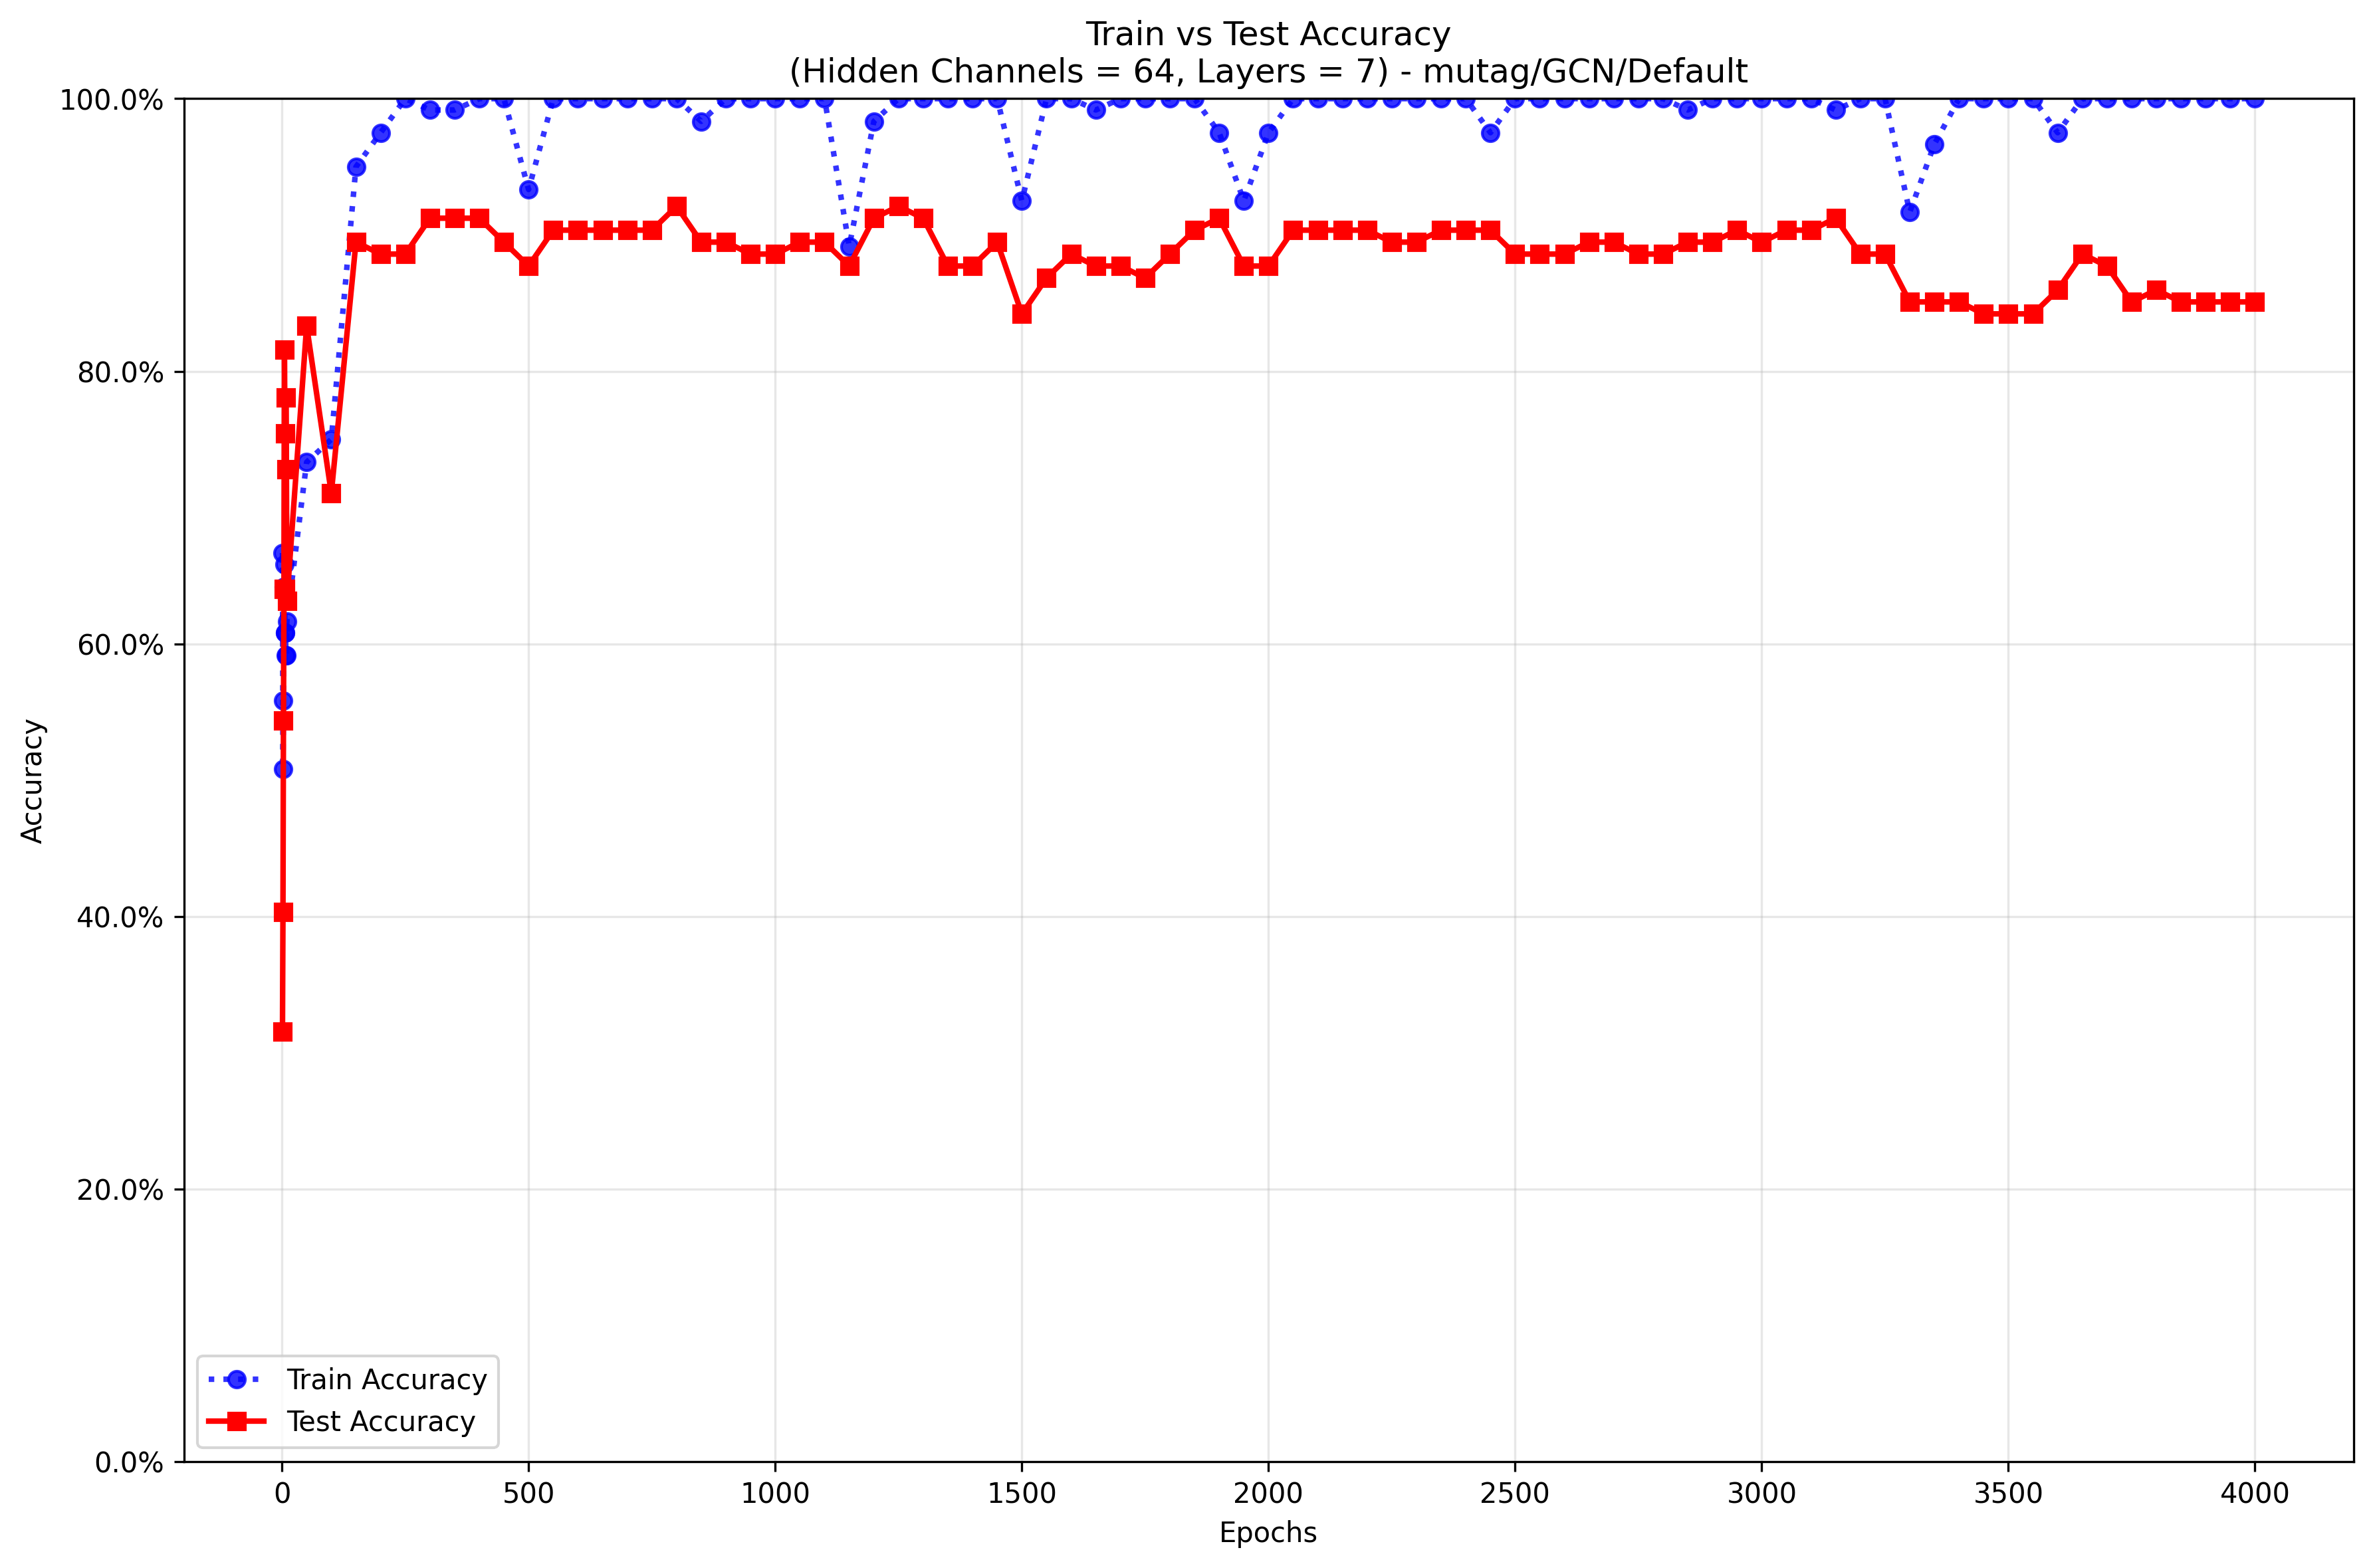 Train vs Test Accuracy
(Hidden Channels = 64, Layers = 7) - mutag/GCN/Default
100.0%
80.0%
60.0%
40.0%
20.0%
0.0%
Accuracy
Train Accuracy
Test Accuracy
0 500 1000 1500 2000 2500 3000 3500 4000
Epochs